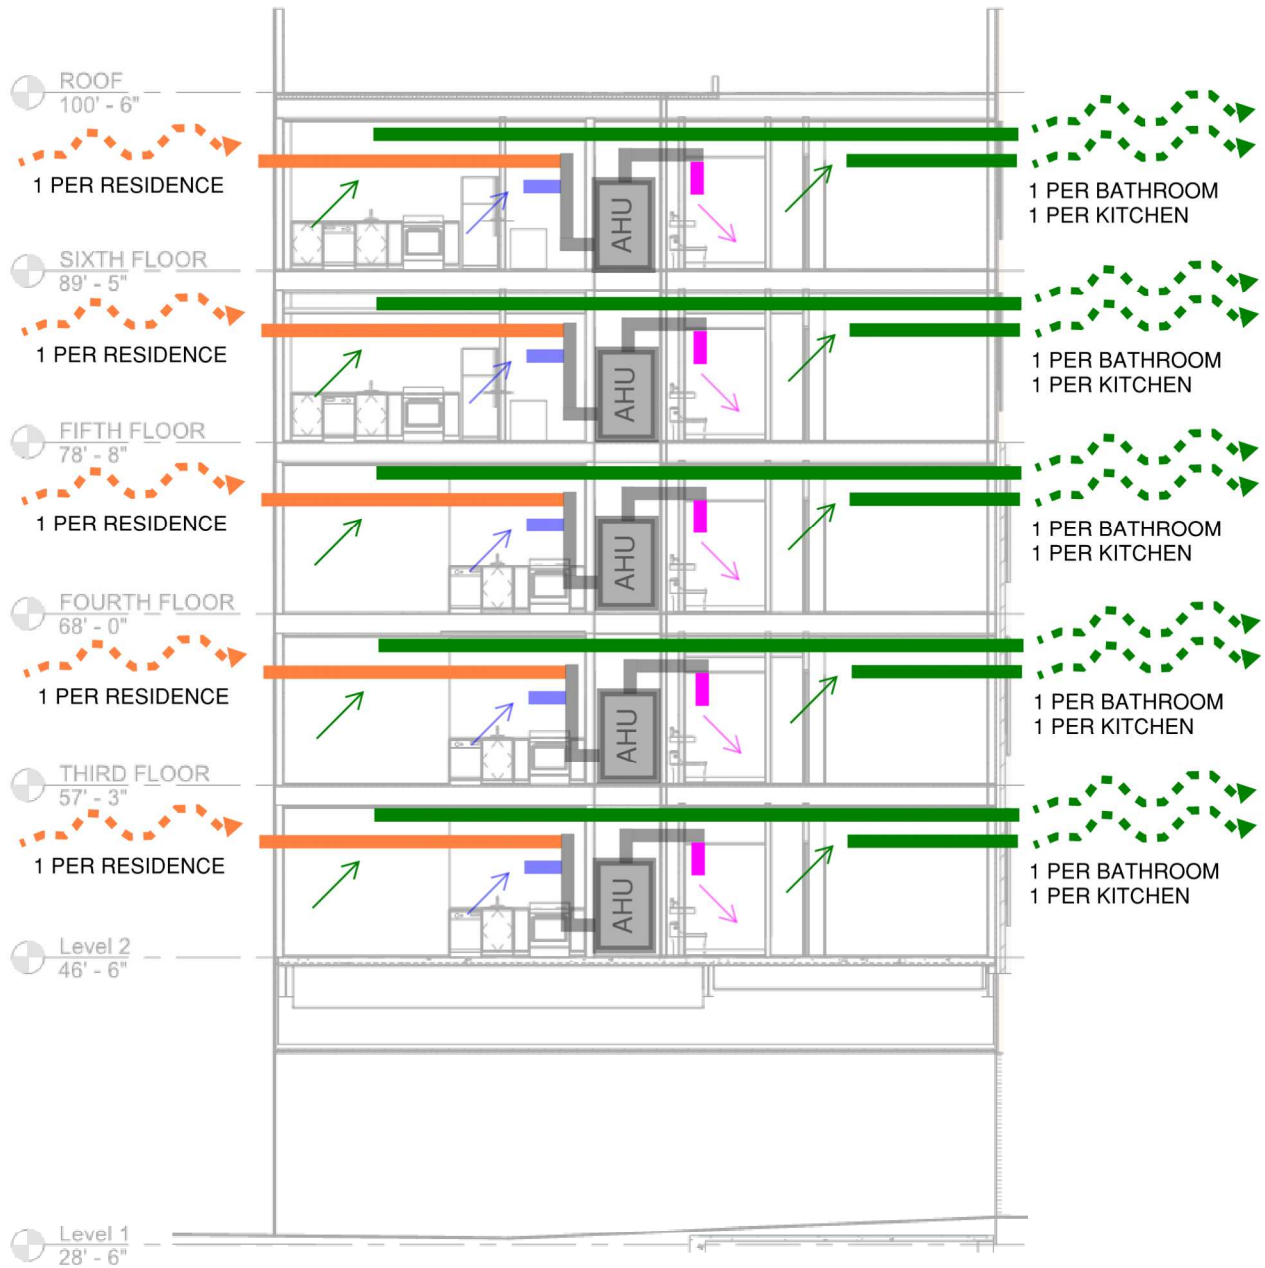 ROOF
100' - 6"
1 PER RESIDENCE
AHU
1 PER BATHROOM
1 PER KITCHEN
SIXTH FLOOR
89' - 5"
1 PER RESIDENCE
AHU
1 PER BATHROOM
1 PER KITCHEN
FIFTH FLOOR
78' - 8"
1 PER RESIDENCE
AHU
1 PER BATHROOM
1 PER KITCHEN
FOURTH FLOOR
68' - 0"
1 PER RESIDENCE
AHU
1 PER BATHROOM
1 PER KITCHEN
THIRD FLOOR
57' - 3"
1 PER RESIDENCE
AHU
1 PER BATHROOM
1 PER KITCHEN
Level 2
46' - 6"
Level 1
28' - 6"